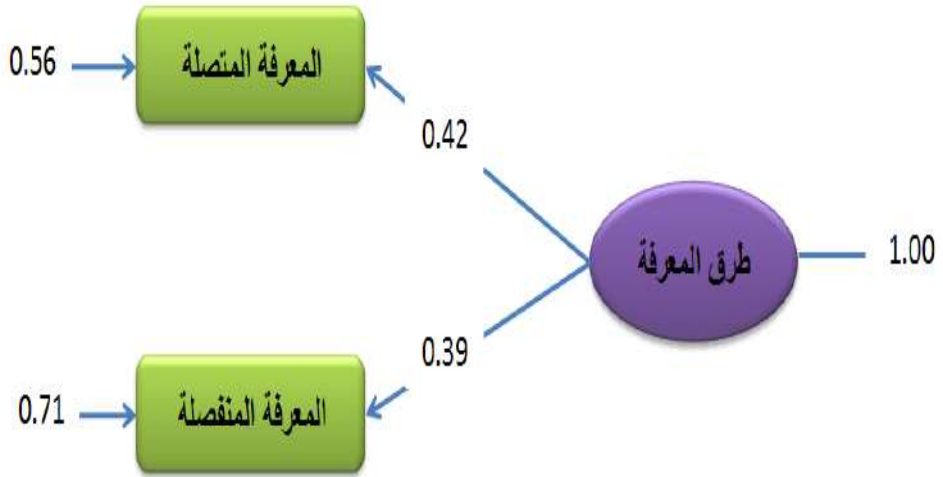 المعرفة المتصلة
0.56
0.42
طرق المعرفة
1.00
0.39
المعرفة المنفصلة
0.71